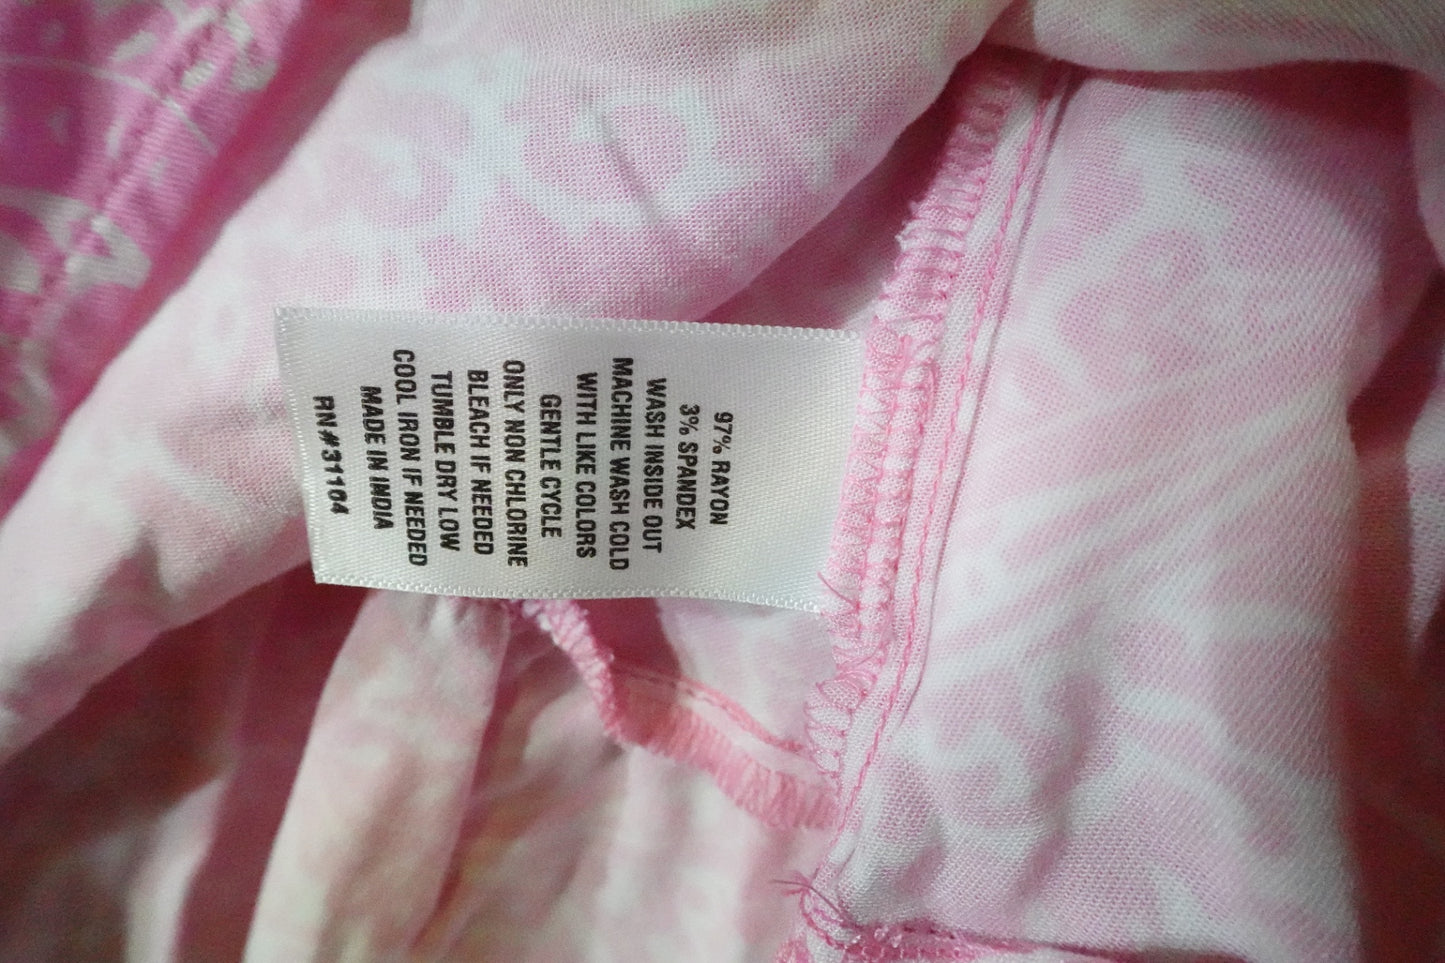 97% RAYON
3% SPANDEX
WASH INSIDE OUT
MACHINE WASH COLD
WITH LIKE COLORS
GENTLE CYCLE
ONLY NON CHLORINE
BLEACH IF NEEDED
TUMBLE DRY LOW
COOL IRON IF NEEDED
MADE IN INDIA
RN#31104